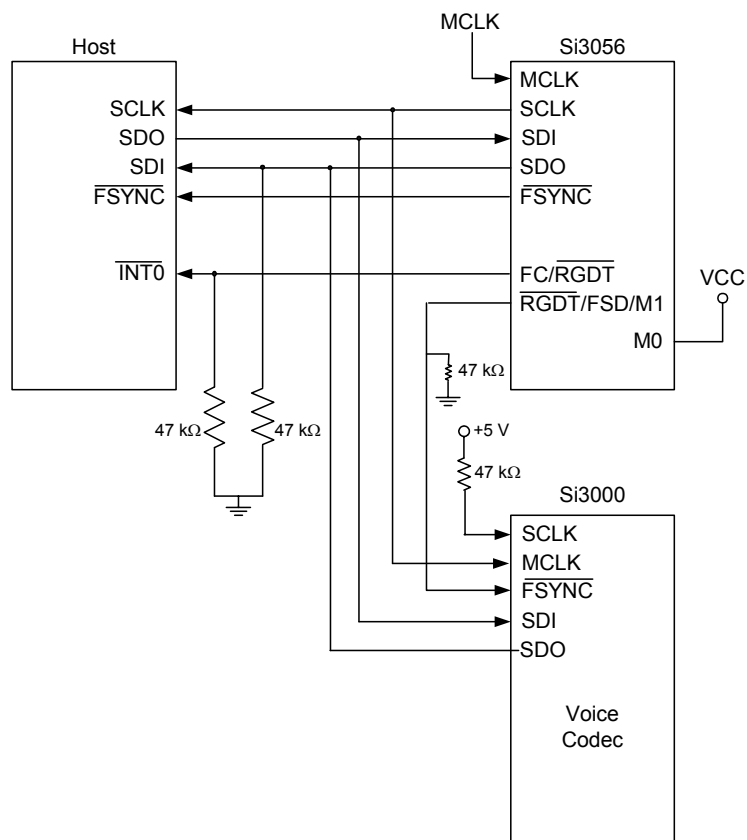 MCLK
Host
Si3056
MCLK
SCLK
SCLK
SDO
SDI
SDI
SDO
FSYNC
FSYNC
INT0
FC/RGDT
RGDT/FSD/M1
VCC
M0
47 kΩ
47 kΩ
47 kΩ
+5 V
47 kΩ
Si3000
SCLK
MCLK
FSYNC
SDI
SDO
Voice
Codec